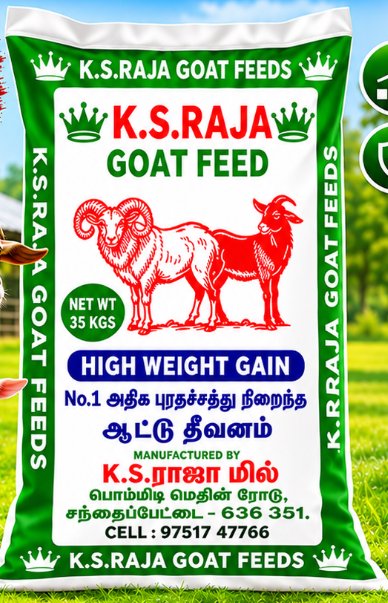 K.S.RAJA GOAT FEEDS
K.S.RAJA
GOAT FEED
K.S.RAJA GOAT FEEDS
K.RRAJA GOAT FEEDS
NET WT
35 KGS
HIGH WEIGHT GAIN
No.1 அதிக புரதச்சத்து நிறைந்த
ஆட்டு தீவனம்
MANUFACTURED BY
K.S.ராஜா மில்
பொம்மிடி மெதின் ரோடு,
சந்தைப்பேட்டை - 636 351.
CELL : 97517 47766
K.S.RAJA GOAT FEEDS